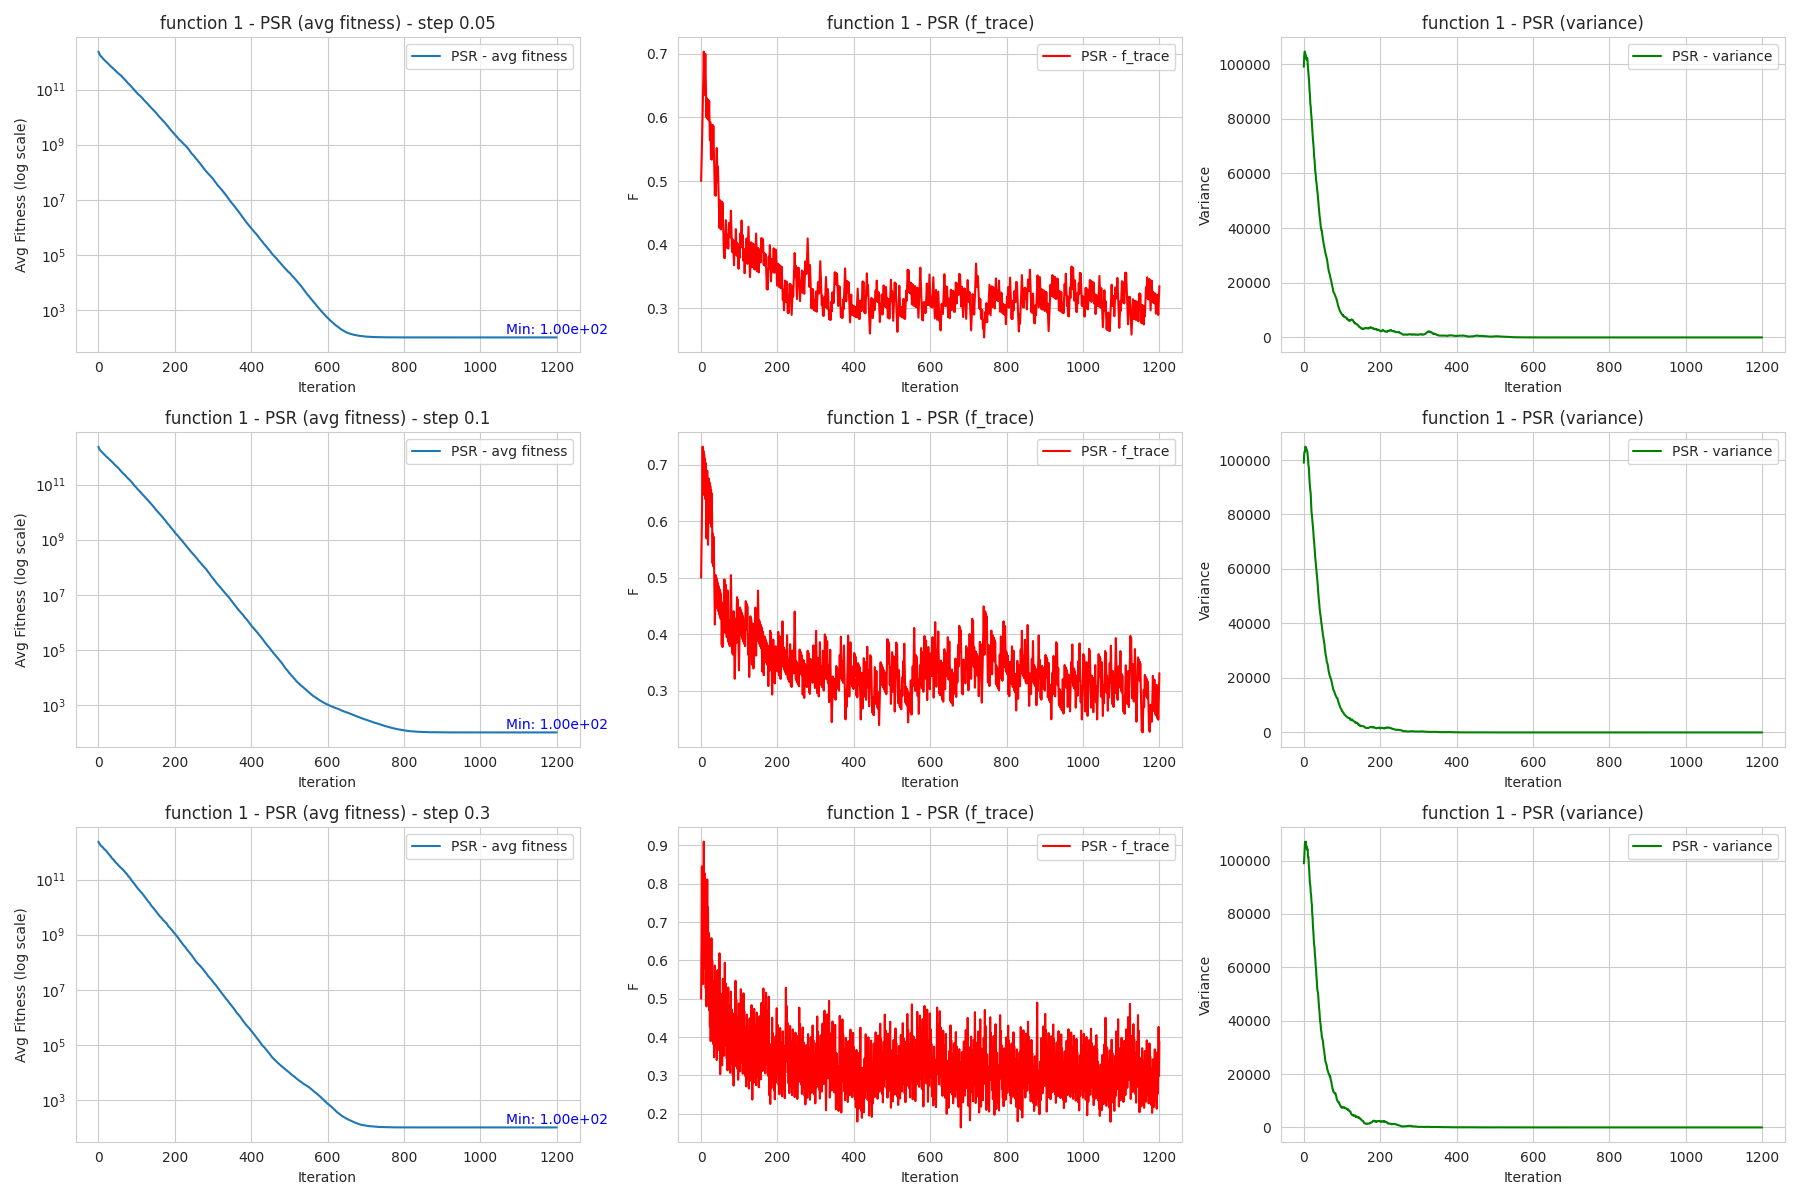 function 1 - PSR (avg fitness) - step 0.05
PSR - avg fitness
Avg Fitness (log scale)
10^11
10^9
10^7
10^5
10^3
Min: 1.00e+02
0 200 400 600 800 1000 1200
Iteration
function 1 - PSR (f_trace)
PSR - f_trace
F
0.7
0.6
0.5
0.4
0.3
0 200 400 600 800 1000 1200
Iteration
function 1 - PSR (variance)
PSR - variance
Variance
100000
80000
60000
40000
20000
0
0 200 400 600 800 1000 1200
Iteration
function 1 - PSR (avg fitness) - step 0.1
PSR - avg fitness
Avg Fitness (log scale)
10^11
10^9
10^7
10^5
10^3
Min: 1.00e+02
0 200 400 600 800 1000 1200
Iteration
function 1 - PSR (f_trace)
PSR - f_trace
F
0.7
0.6
0.5
0.4
0.3
0 200 400 600 800 1000 1200
Iteration
function 1 - PSR (variance)
PSR - variance
Variance
100000
80000
60000
40000
20000
0
0 200 400 600 800 1000 1200
Iteration
function 1 - PSR (avg fitness) - step 0.3
PSR - avg fitness
Avg Fitness (log scale)
10^11
10^9
10^7
10^5
10^3
Min: 1.00e+02
0 200 400 600 800 1000 1200
Iteration
function 1 - PSR (f_trace)
PSR - f_trace
F
0.9
0.8
0.7
0.6
0.5
0.4
0.3
0.2
0 200 400 600 800 1000 1200
Iteration
function 1 - PSR (variance)
PSR - variance
Variance
100000
80000
60000
40000
20000
0
0 200 400 600 800 1000 1200
Iteration